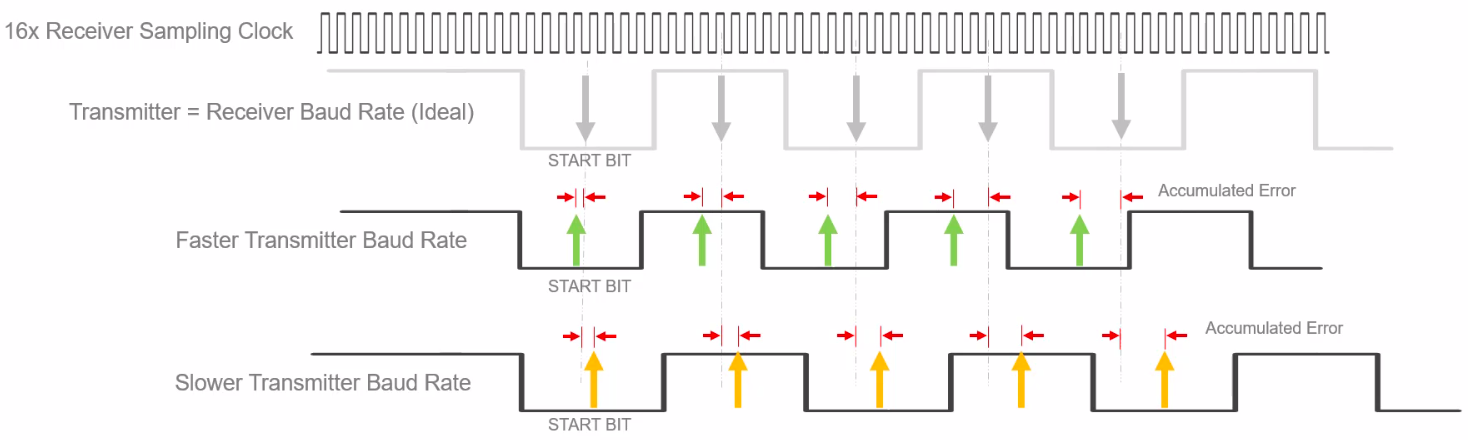 16x Receiver Sampling Clock
Transmitter = Receiver Baud Rate (Ideal)
START BIT
Accumulated Error
Faster Transmitter Baud Rate
START BIT
Accumulated Error
Slower Transmitter Baud Rate
START BIT